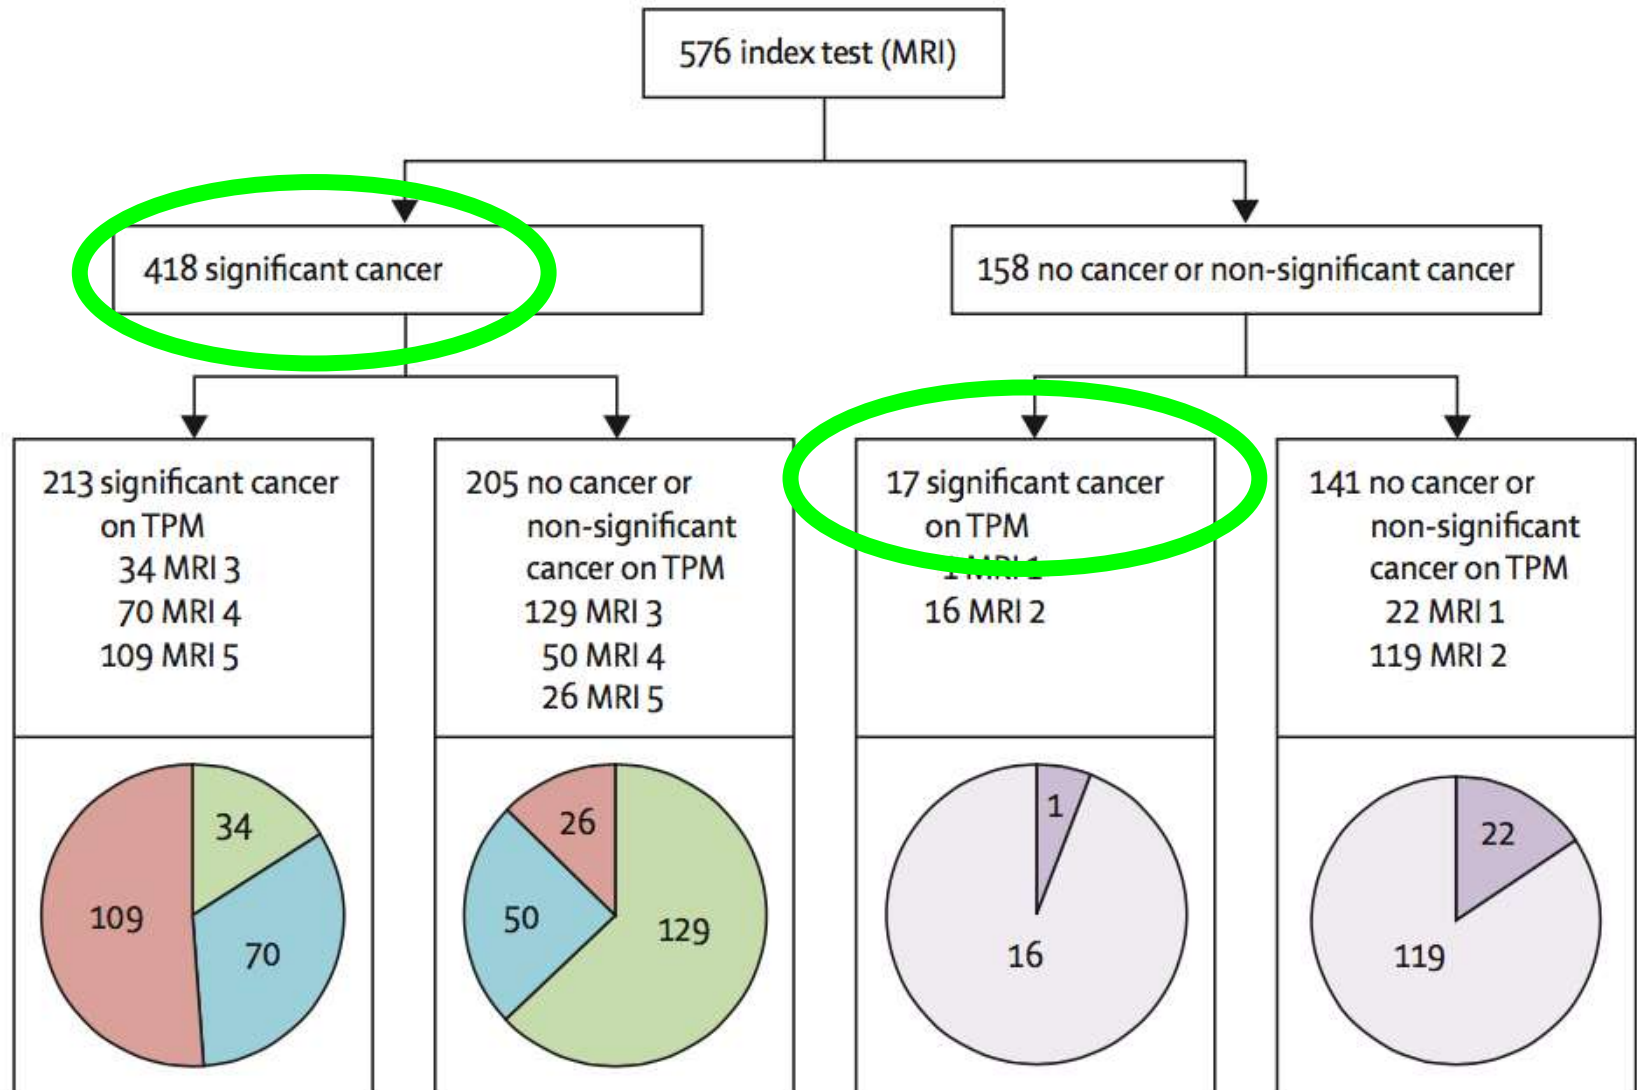 576 index test (MRI)
418 significant cancer
158 no cancer or non-significant cancer
213 significant cancer
on TPM
34 MRI 3
70 MRI 4
109 MRI 5
205 no cancer or
non-significant
cancer on TPM
129 MRI 3
50 MRI 4
26 MRI 5
17 significant cancer
on TPM
1 MRI 1
16 MRI 2
141 no cancer or
non-significant
cancer on TPM
22 MRI 1
119 MRI 2
34
109
70
26
50
129
1
16
22
119